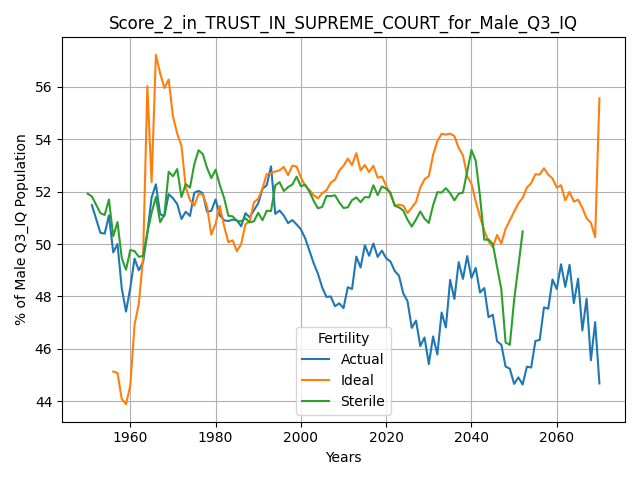 Score_2_in_TRUST_IN_SUPREME_COURT_for_Male_Q3_IQ
% of Male Q3_IQ Population
56
54
52
50
48
46
44
Fertility
Actual
Ideal
Sterile
1960
1980
2000
2020
2040
2060
Years